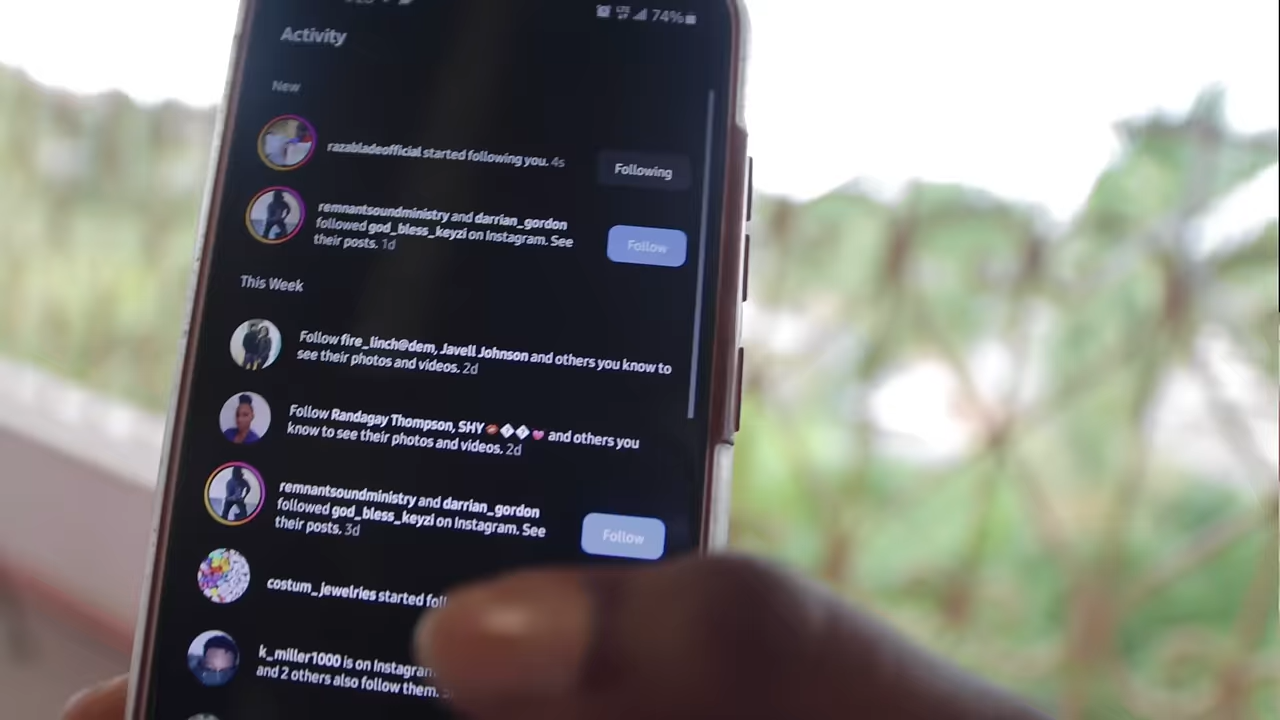 74%
Activity
New
razabladeofficial started following you. 4s
Following
remnantsoundministry and darrian_gordon
followed god_bless_keyzi on Instagram. See
their posts. 1d
Follow
This Week
Follow fire_linch@dem, Javell Johnson and others you know to
see their photos and videos. 2d
Follow Randagay Thompson, SHY and others you
know to see their photos and videos. 2d
remnantsoundministry and darrian_gordon
followed god_bless_keyzi on Instagram. See
their posts. 3d
Follow
costum_jewelries started
k_miller1000 is on Instagram
and 2 others also follow them.